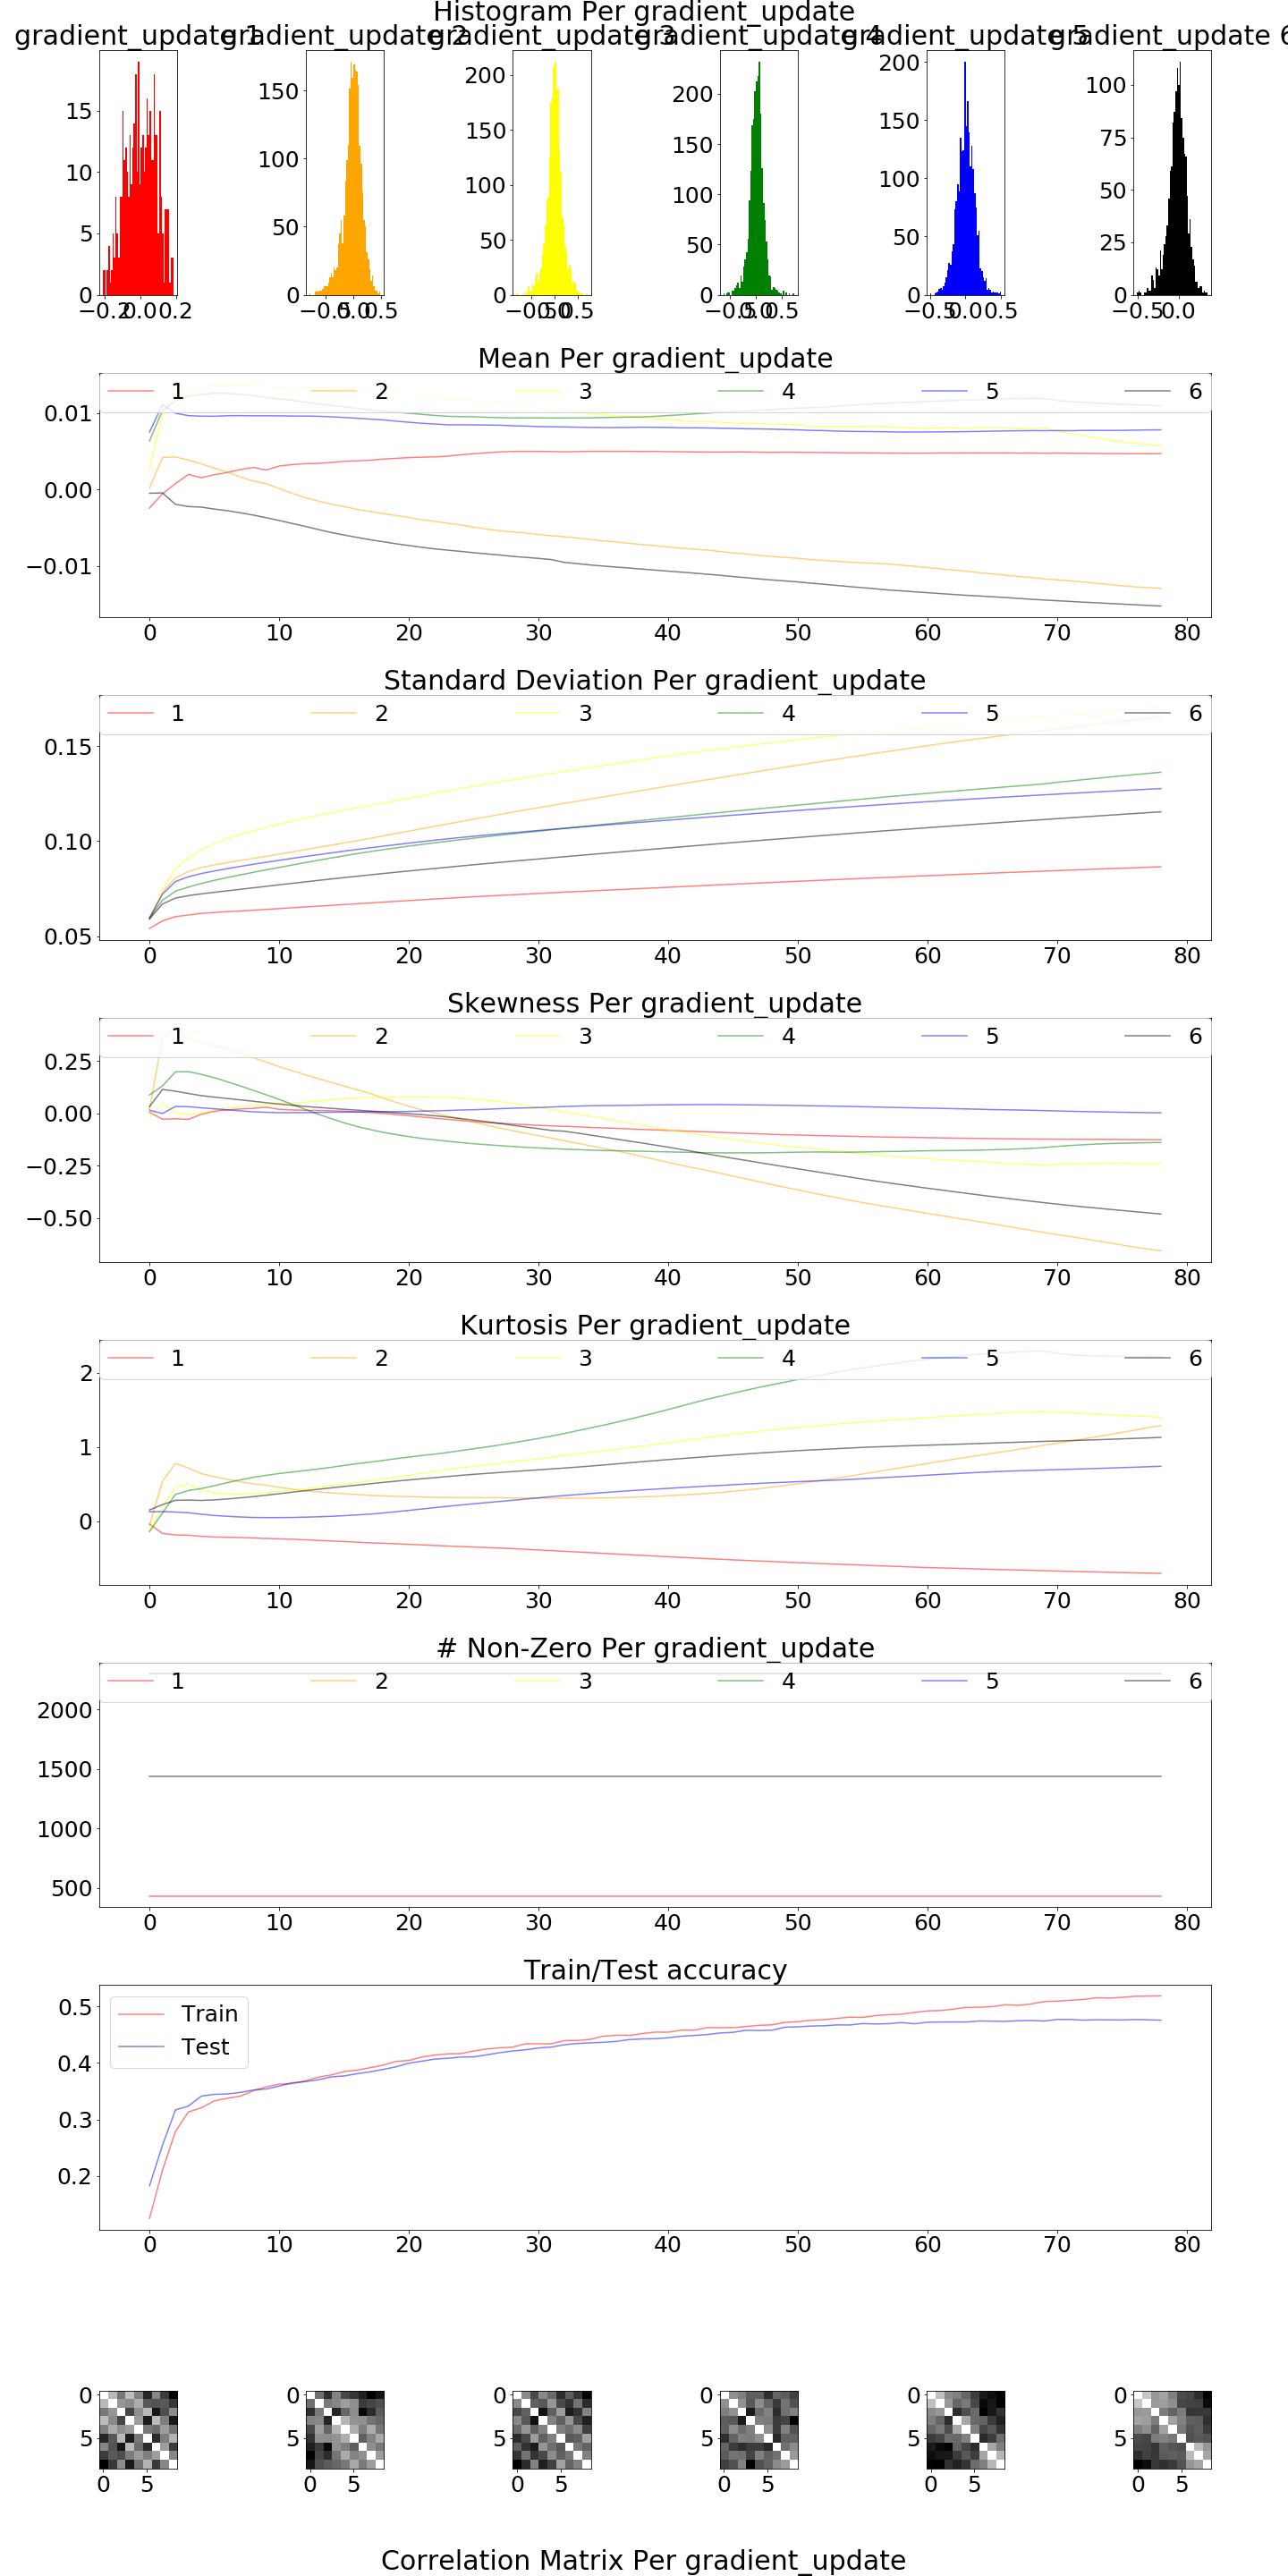 Histogram Per gradient_update
gradient_update 1 gradient_update 2 gradient_update 3 gradient_update 4 gradient_update 5 gradient_update 6
15
10
5
0
−0.2 0.0 0.2
150
100
50
0
−0.5 0.0 0.5
200
150
100
50
0
−0.5 0.0 0.5
200
150
100
50
0
−0.5 0.0 0.5
200
150
100
50
0
−0.5 0.0 0.5
100
75
50
25
0
−0.5 0.0
Mean Per gradient_update
1 2 3 4 5 6
0.01
0.00
−0.01
0 10 20 30 40 50 60 70 80
Standard Deviation Per gradient_update
1 2 3 4 5 6
0.15
0.10
0.05
0 10 20 30 40 50 60 70 80
Skewness Per gradient_update
1 2 3 4 5 6
0.25
0.00
−0.25
−0.50
0 10 20 30 40 50 60 70 80
Kurtosis Per gradient_update
1 2 3 4 5 6
2
1
0
0 10 20 30 40 50 60 70 80
# Non-Zero Per gradient_update
1 2 3 4 5 6
2000
1500
1000
500
0 10 20 30 40 50 60 70 80
Train/Test accuracy
Train
Test
0.5
0.4
0.3
0.2
0 10 20 30 40 50 60 70 80
0 0 0 0 0 0
5 5 5 5 5 5
0 5 0 5 0 5 0 5 0 5 0 5
Correlation Matrix Per gradient_update